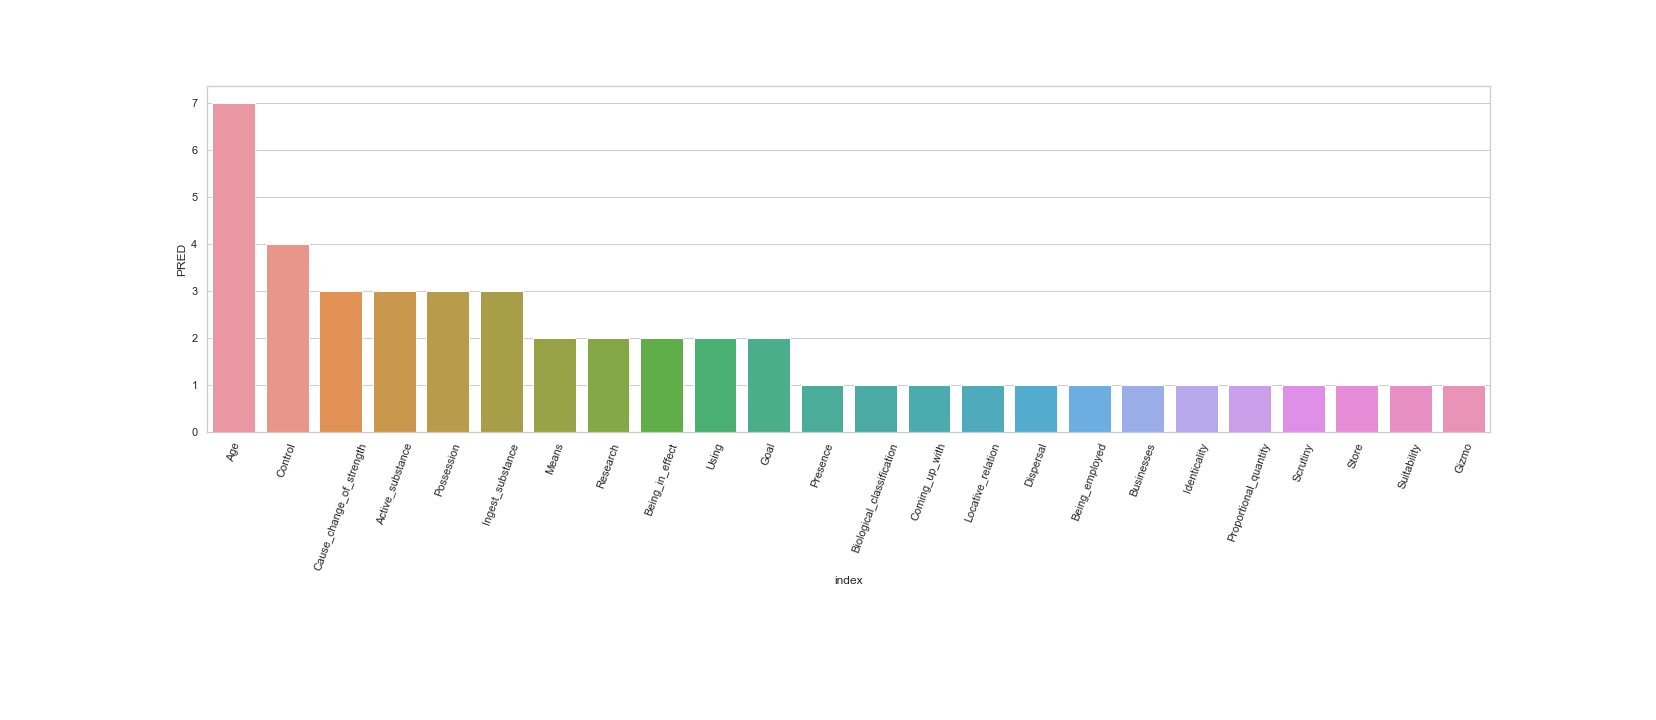 7
6
5
4
3
2
1
0
PRED
Age
Control
Cause_change_of_strength
Active_substance
Possession
Ingest_substance
Means
Research
Being_in_effect
Using
Goal
Presence
Biological_classification
Coming_up_with
Locative_relation
Dispersal
Being_employed
Businesses
Identicality
Proportional_quantity
Scrutiny
Store
Suitability
Gizmo
index